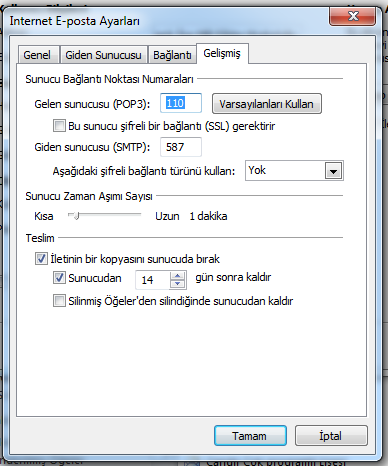 Internet E-posta Ayarları
Genel Giden Sunucusu Bağlantı Gelişmiş
Sunucu Bağlantı Noktası Numaraları
Gelen sunucusu (POP3): 110 Varsayılanları Kullan
Bu sunucu şifreli bir bağlantı (SSL) gerektirir
Giden sunucusu (SMTP): 587
Aşağıdaki şifreli bağlantı türünü kullan: Yok
Sunucu Zaman Aşımı Sayısı
Kısa Uzun 1 dakika
Teslim
İletinin bir kopyasını sunucuda bırak
Sunucudan 14 gün sonra kaldır
Silinmiş Öğeler'den silindiğinde sunucudan kaldır
Tamam İptal